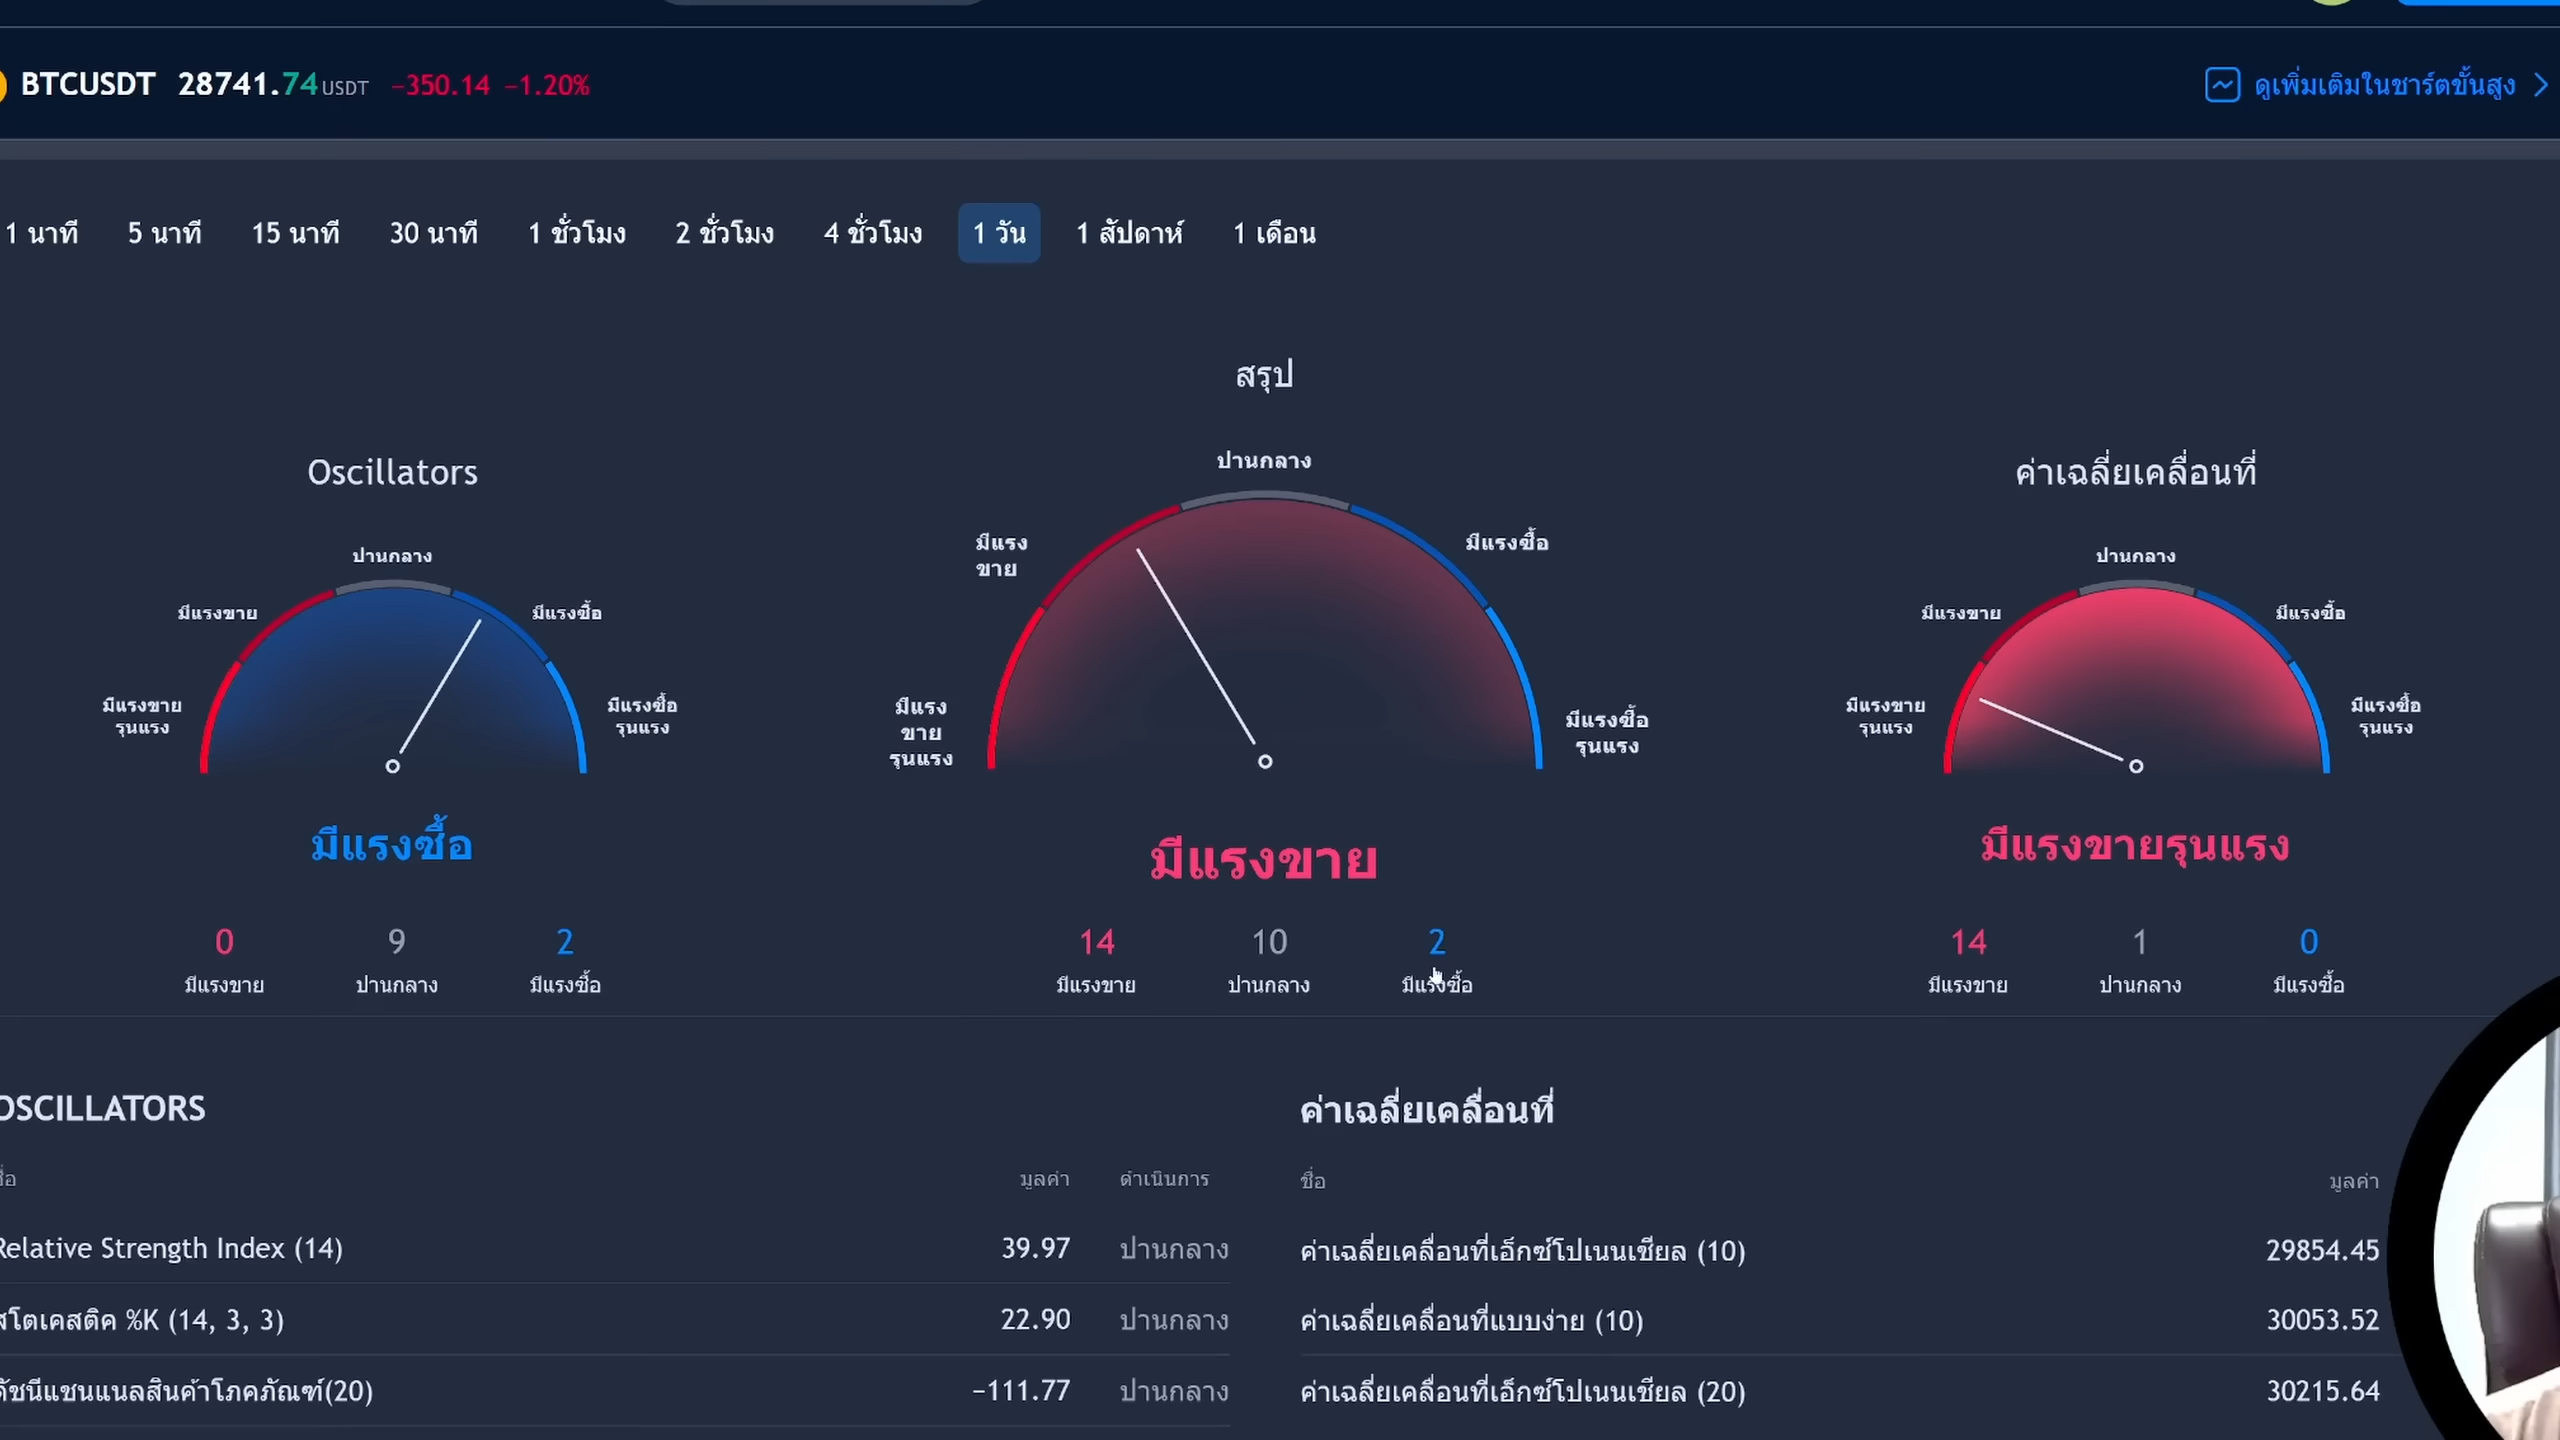 BTCUSDT 28741.74 USDT −350.14 −1.20%
ดูเพิ่มเติมในชาร์ตขั้นสูง
1 นาที 5 นาที 15 นาที 30 นาที 1 ชั่วโมง 2 ชั่วโมง 4 ชั่วโมง 1 วัน 1 สัปดาห์ 1 เดือน
Oscillators
ปานกลาง
มีแรงขาย
มีแรงซื้อ
มีแรงขาย
รุนแรง
มีแรงซื้อ
รุนแรง
มีแรงซื้อ
0 9 2
มีแรงขาย ปานกลาง มีแรงซื้อ
สรุป
ปานกลาง
มีแรง
ขาย
มีแรงซื้อ
มีแรง
ขาย
รุนแรง
มีแรงซื้อ
รุนแรง
มีแรงขาย
14 10 2
มีแรงขาย ปานกลาง มีแรงซื้อ
ค่าเฉลี่ยเคลื่อนที่
ปานกลาง
มีแรงขาย
มีแรงซื้อ
มีแรงขาย
รุนแรง
มีแรงซื้อ
รุนแรง
มีแรงขายรุนแรง
14 1 0
มีแรงขาย ปานกลาง มีแรงซื้อ
OSCILLATORS
มูลค่า ดำเนินการ
Relative Strength Index (14) 39.97 ปานกลาง
สโตเคสติค %K (14, 3, 3) 22.90 ปานกลาง
ดัชนีแชนแนลสินค้าโภคภัณฑ์(20) −111.77 ปานกลาง
ค่าเฉลี่ยเคลื่อนที่
ชื่อ มูลค่า
ค่าเฉลี่ยเคลื่อนที่เอ็กซ์โปเนนเชียล (10) 29854.45
ค่าเฉลี่ยเคลื่อนที่แบบง่าย (10) 30053.52
ค่าเฉลี่ยเคลื่อนที่เอ็กซ์โปเนนเชียล (20) 30215.64